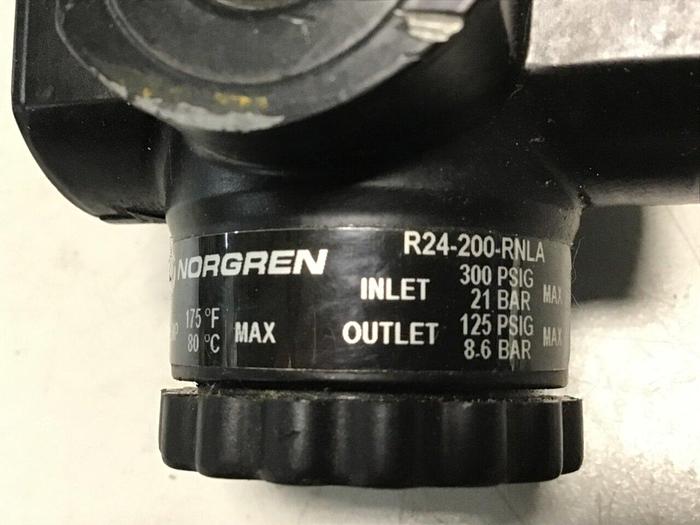 NORGREN
R24-200-RNLA
INLET 300 PSIG 21 BAR MAX
OUTLET 125 PSIG 8.6 BAR MAX
175 °F
80 °C MAX